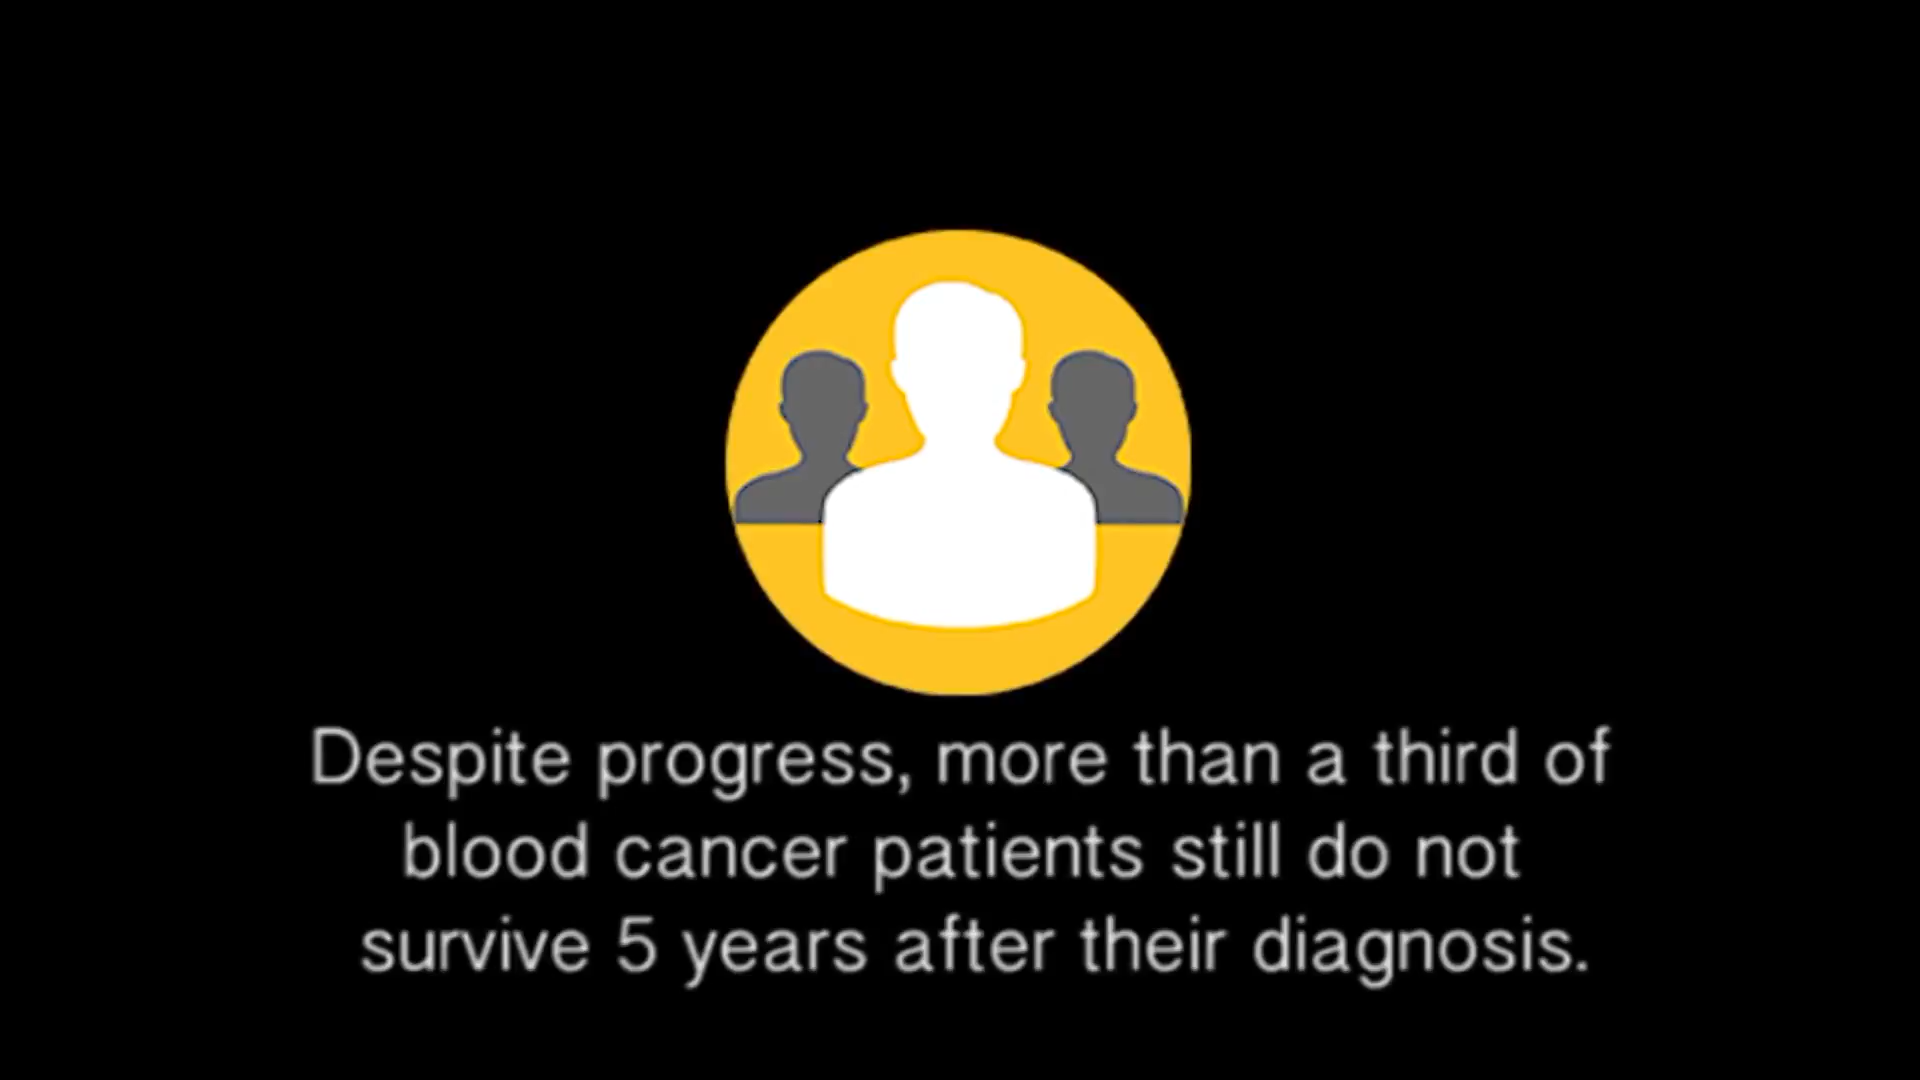 Despite progress, more than a third of
blood cancer patients still do not
survive 5 years after their diagnosis.